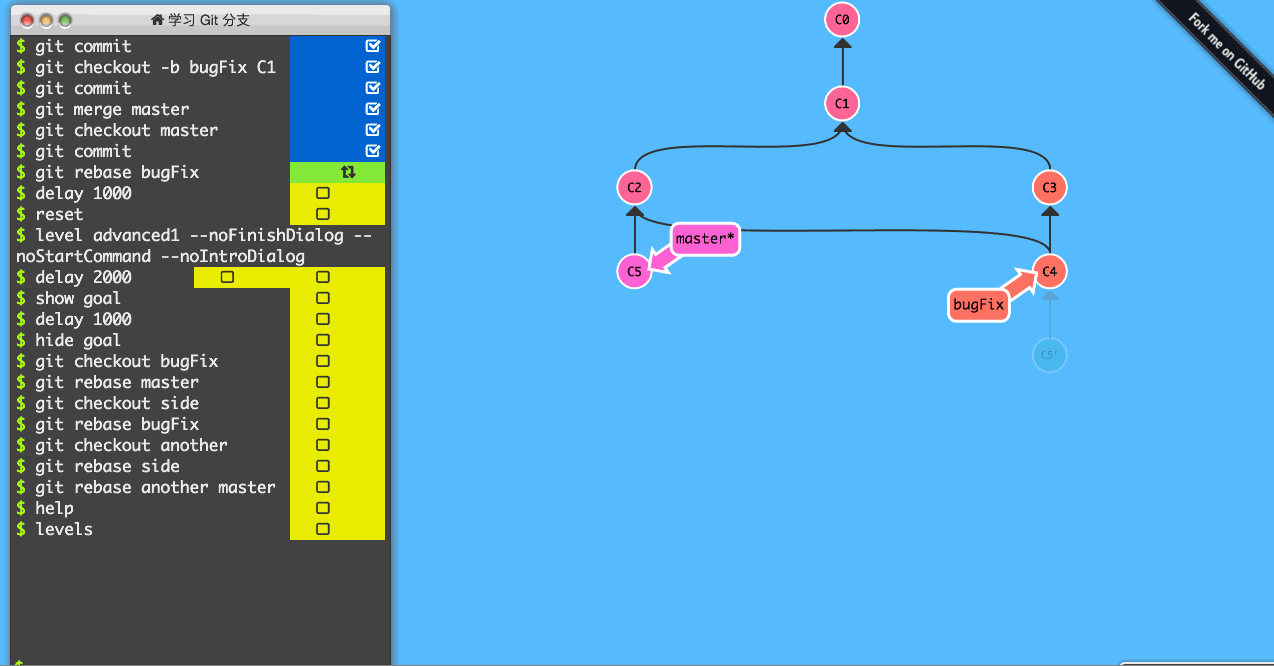 学习 Git 分支
$ git commit
$ git checkout -b bugFix C1
$ git commit
$ git merge master
$ git checkout master
$ git commit
$ git rebase bugFix
$ delay 1000
$ reset
$ level advanced1 --noFinishDialog --
noStartCommand --noIntroDialog
$ delay 2000
$ show goal
$ delay 1000
$ hide goal
$ git checkout bugFix
$ git rebase master
$ git checkout side
$ git rebase bugFix
$ git checkout another
$ git rebase side
$ git rebase another master
$ help
$ levels
$
C0
Fork me on GitHub
C1
C2
C3
master*
C5
C4
bugFix
C5'